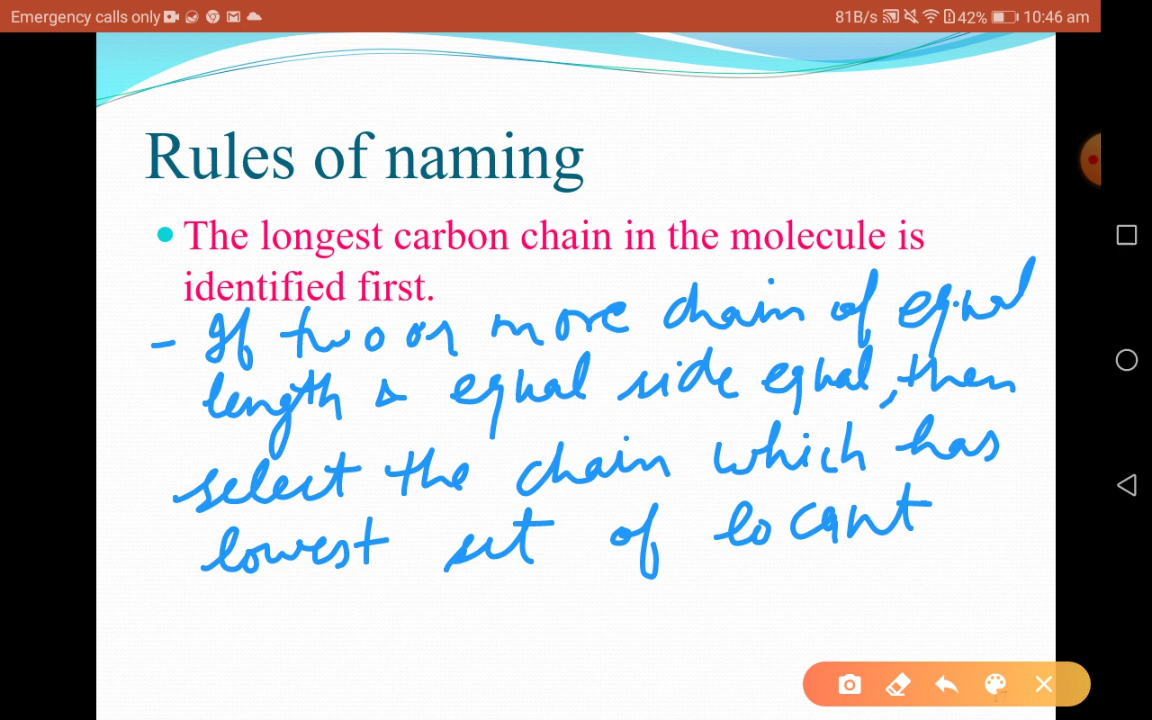 Emergency calls only
81B/s 42% 10:46 am
Rules of naming
The longest carbon chain in the molecule is
identified first.
- If two or more chain of equal
length & equal side equal, then
select the chain which has
lowest set of locant
17